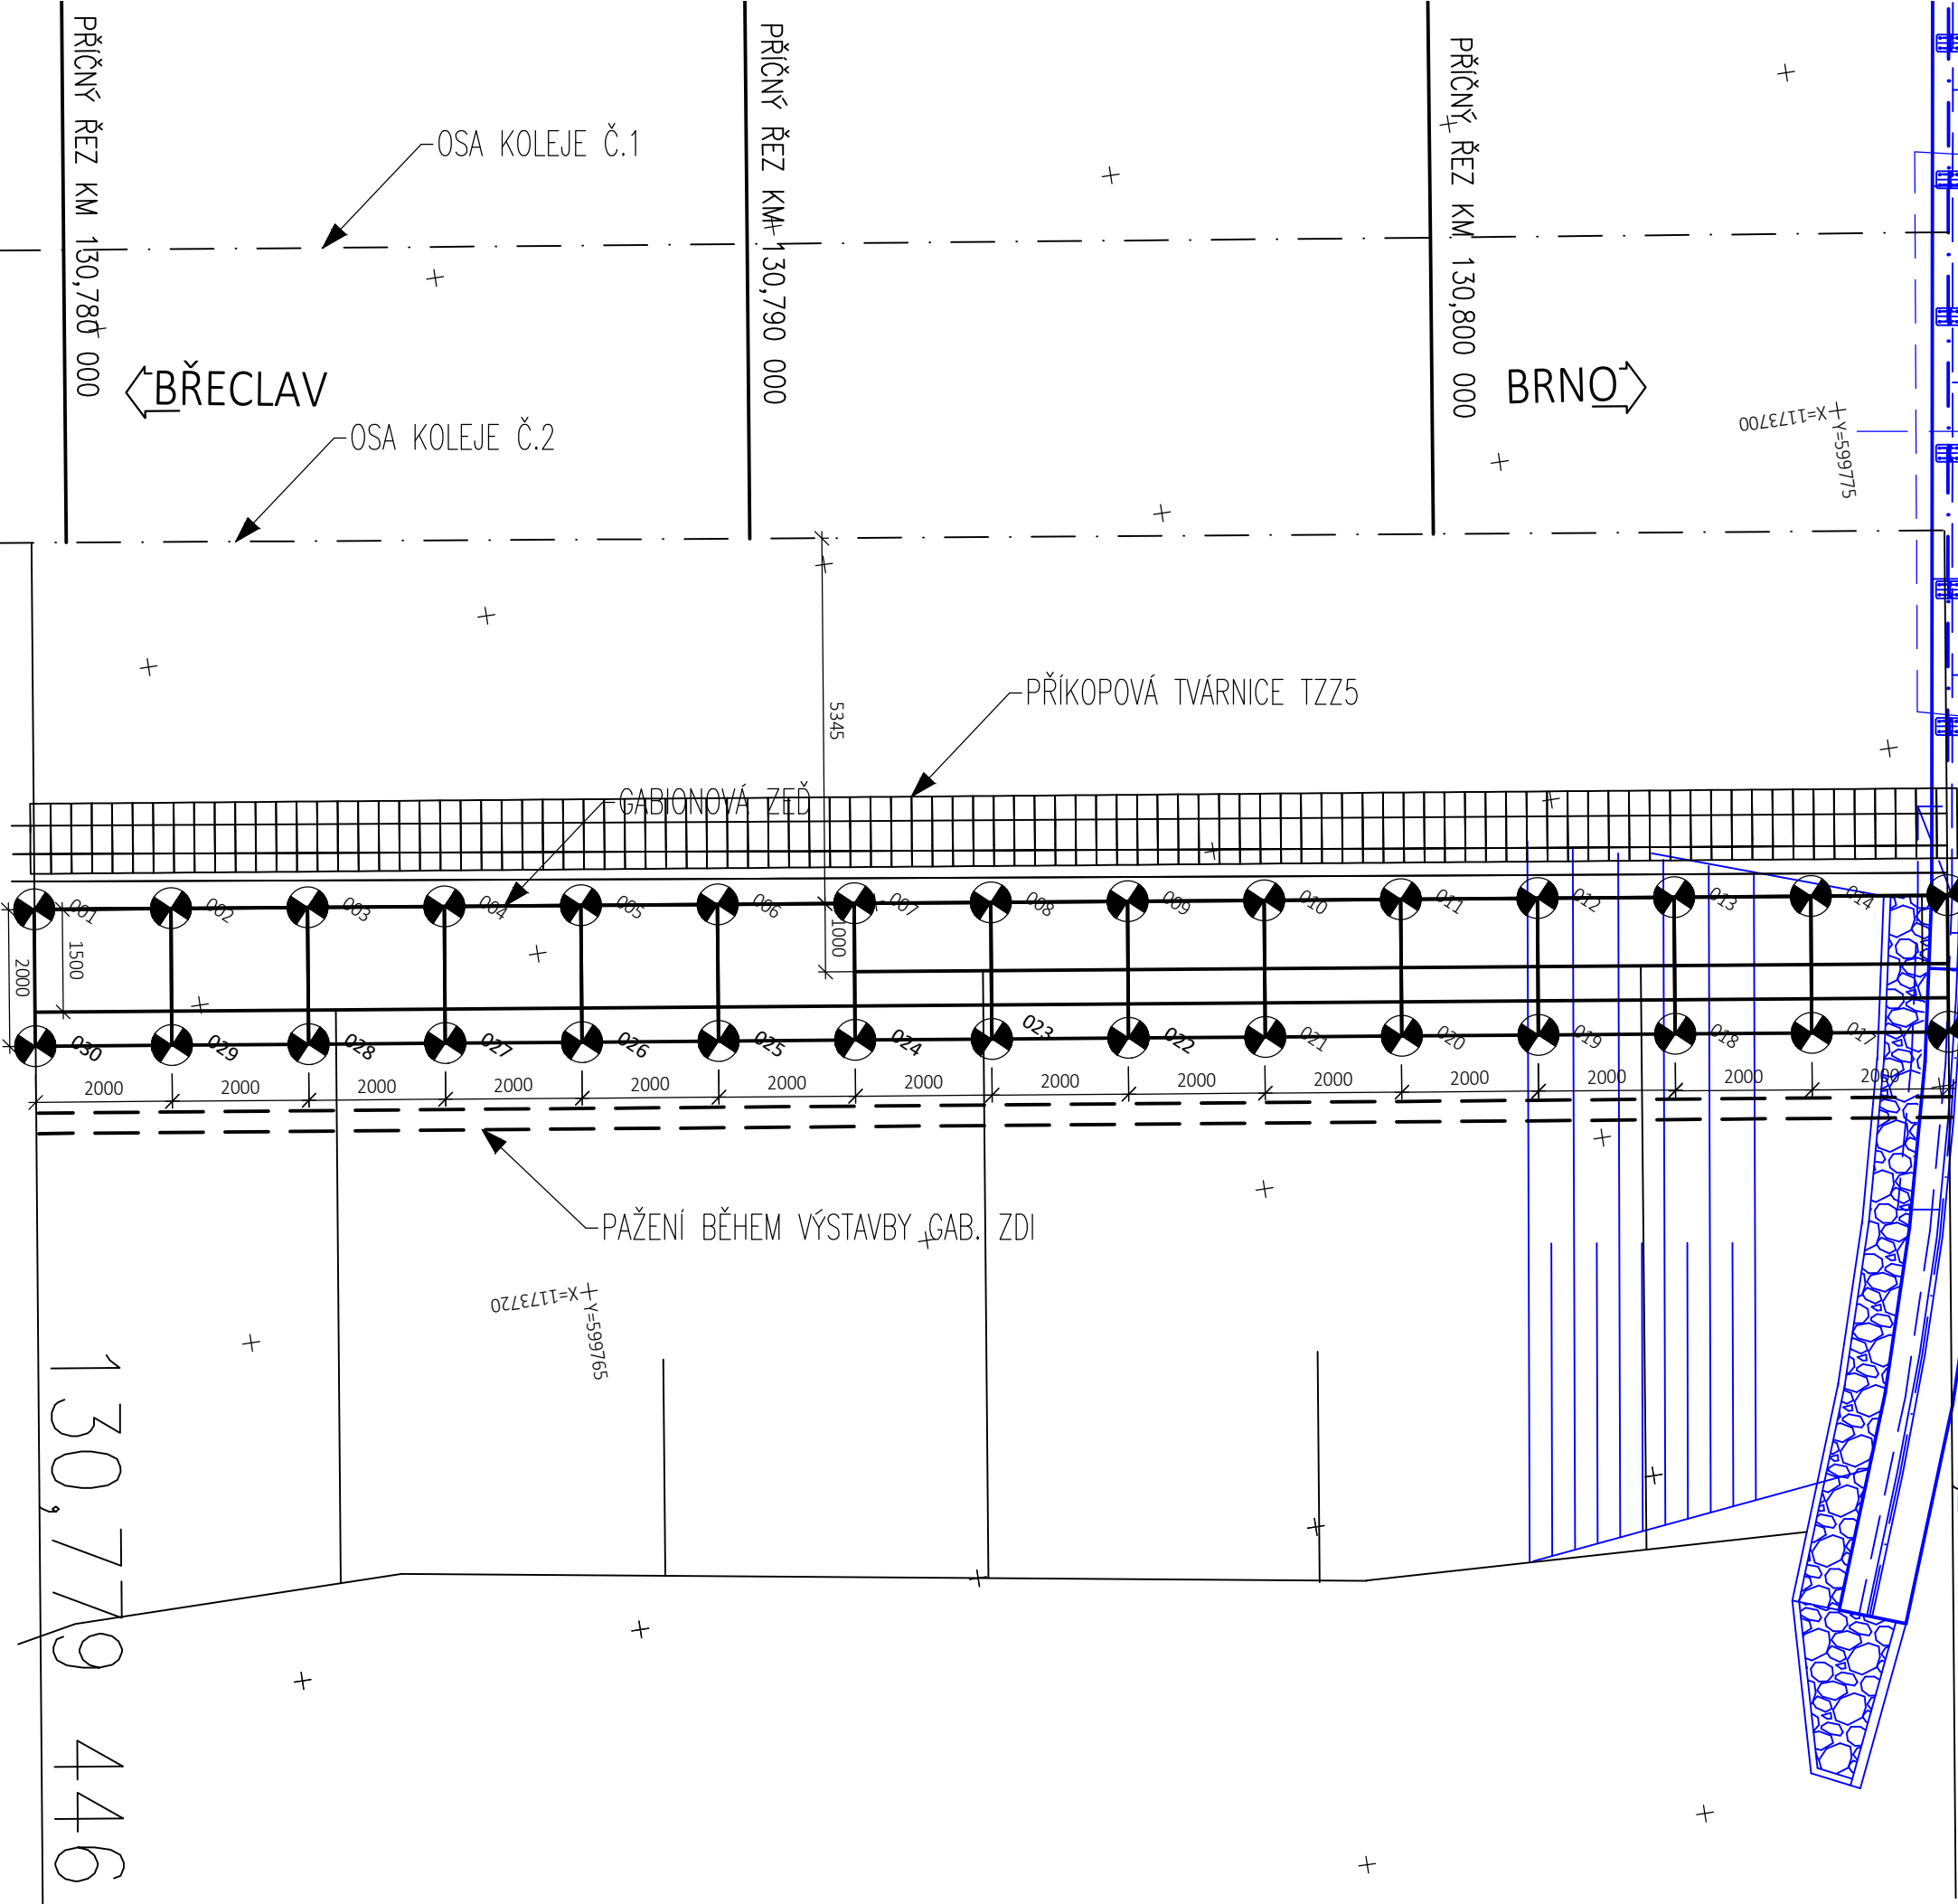 PŘÍČNÝ ŘEZ KM 130,780 000
PŘÍČNÝ ŘEZ KM 130,790 000
PŘÍČNÝ ŘEZ KM 130,800 000
OSA KOLEJE Č.1
BŘECLAV
BRNO
OSA KOLEJE Č.2
X=1173700
Y=599775
5345
PŘÍKOPOVÁ TVÁRNICE TZZ5
GABIONOVÁ ZEĎ
001 002 003 004 005 006 007 008 009 010 011 012 013 014
2000
1500
1000
030 029 028 027 026 025 024 023 022 021 020 019 018 017
2000 2000 2000 2000 2000 2000 2000 2000 2000 2000 2000 2000 2000 2000
PAŽENÍ BĚHEM VÝSTAVBY GAB. ZDI
X=1173720
Y=599765
130,779 446